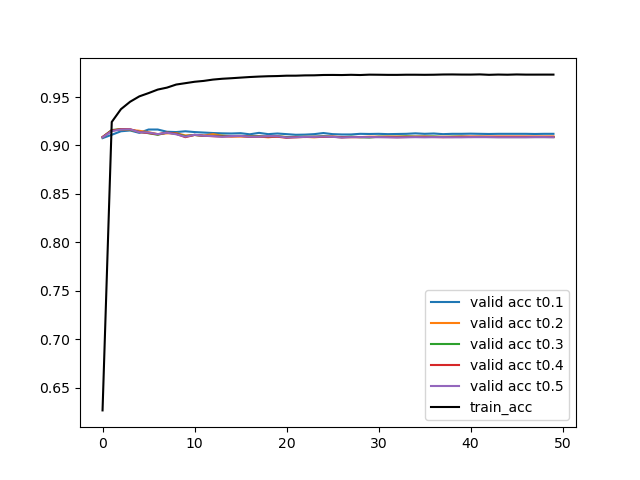 0.95
0.90
0.85
0.80
0.75
0.70
0.65
0 10 20 30 40 50
valid acc t0.1
valid acc t0.2
valid acc t0.3
valid acc t0.4
valid acc t0.5
train_acc